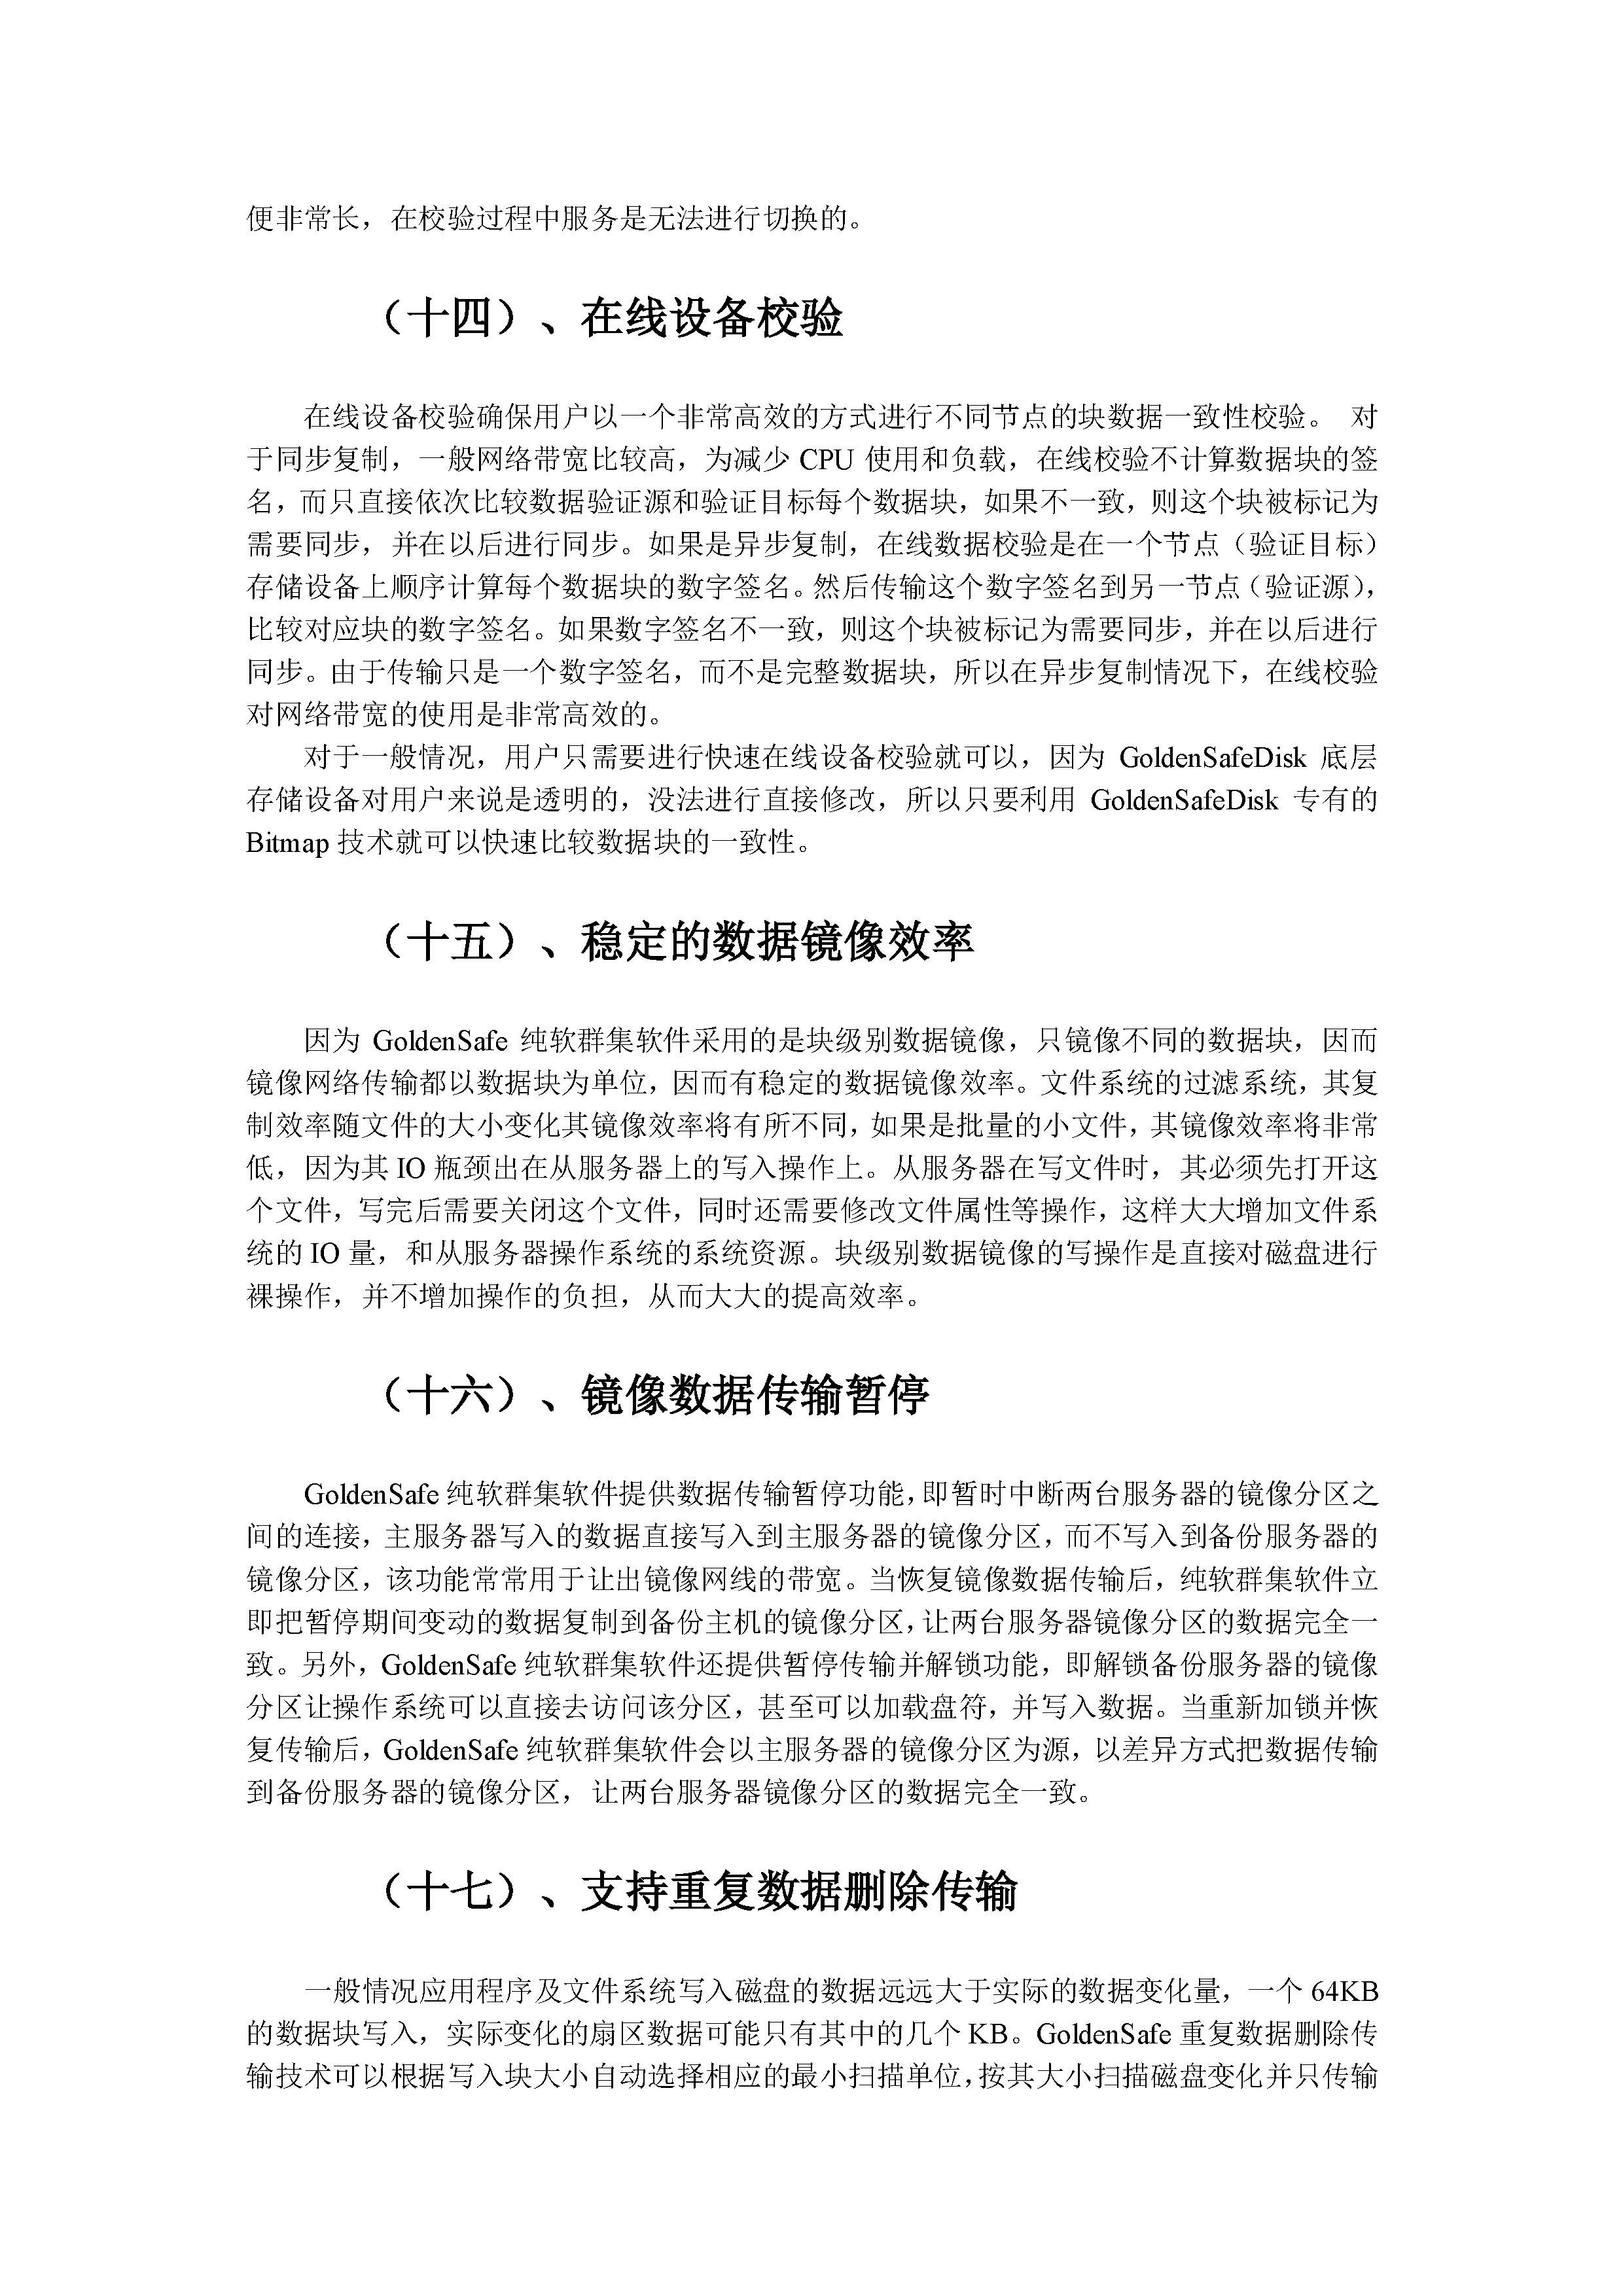 便非常长，在校验过程中服务是无法进行切换的。
（十四）、在线设备校验
在线设备校验确保用户以一个非常高效的方式进行不同节点的块数据一致性校验。 对
于同步复制，一般网络带宽比较高，为减少 CPU 使用和负载，在线校验不计算数据块的签
名，而只直接依次比较数据验证源和验证目标每个数据块，如果不一致，则这个块被标记为
需要同步，并在以后进行同步。如果是异步复制，在线数据校验是在一个节点（验证目标）
存储设备上顺序计算每个数据块的数字签名。然后传输这个数字签名到另一节点（验证源），
比较对应块的数字签名。如果数字签名不一致，则这个块被标记为需要同步，并在以后进行
同步。由于传输只是一个数字签名，而不是完整数据块，所以在异步复制情况下，在线校验
对网络带宽的使用是非常高效的。
对于一般情况，用户只需要进行快速在线设备校验就可以，因为 GoldenSafeDisk 底层
存储设备对用户来说是透明的，没法进行直接修改，所以只要利用 GoldenSafeDisk 专有的
Bitmap 技术就可以快速比较数据块的一致性。
（十五）、稳定的数据镜像效率
因为 GoldenSafe 纯软群集软件采用的是块级别数据镜像，只镜像不同的数据块，因而
镜像网络传输都以数据块为单位，因而有稳定的数据镜像效率。文件系统的过滤系统，其复
制效率随文件的大小变化其镜像效率将有所不同，如果是批量的小文件，其镜像效率将非常
低，因为其 IO 瓶颈出在从服务器上的写入操作上。从服务器在写文件时，其必须先打开这
个文件，写完后需要关闭这个文件，同时还需要修改文件属性等操作，这样大大增加文件系
统的 IO 量，和从服务器操作系统的系统资源。块级别数据镜像的写操作是直接对磁盘进行
裸操作，并不增加操作的负担，从而大大的提高效率。
（十六）、镜像数据传输暂停
GoldenSafe 纯软群集软件提供数据传输暂停功能，即暂时中断两台服务器的镜像分区之
间的连接，主服务器写入的数据直接写入到主服务器的镜像分区，而不写入到备份服务器的
镜像分区，该功能常常用于让出镜像网线的带宽。当恢复镜像数据传输后，纯软群集软件立
即把暂停期间变动的数据复制到备份主机的镜像分区，让两台服务器镜像分区的数据完全一
致。另外，GoldenSafe 纯软群集软件还提供暂停传输并解锁功能，即解锁备份服务器的镜像
分区让操作系统可以直接去访问该分区，甚至可以加载盘符，并写入数据。当重新加锁并恢
复传输后，GoldenSafe 纯软群集软件会以主服务器的镜像分区为源，以差异方式把数据传输
到备份服务器的镜像分区，让两台服务器镜像分区的数据完全一致。
（十七）、支持重复数据删除传输
一般情况应用程序及文件系统写入磁盘的数据远远大于实际的数据变化量，一个 64KB
的数据块写入，实际变化的扇区数据可能只有其中的几个 KB。GoldenSafe 重复数据删除传
输技术可以根据写入块大小自动选择相应的最小扫描单位，按其大小扫描磁盘变化并只传输